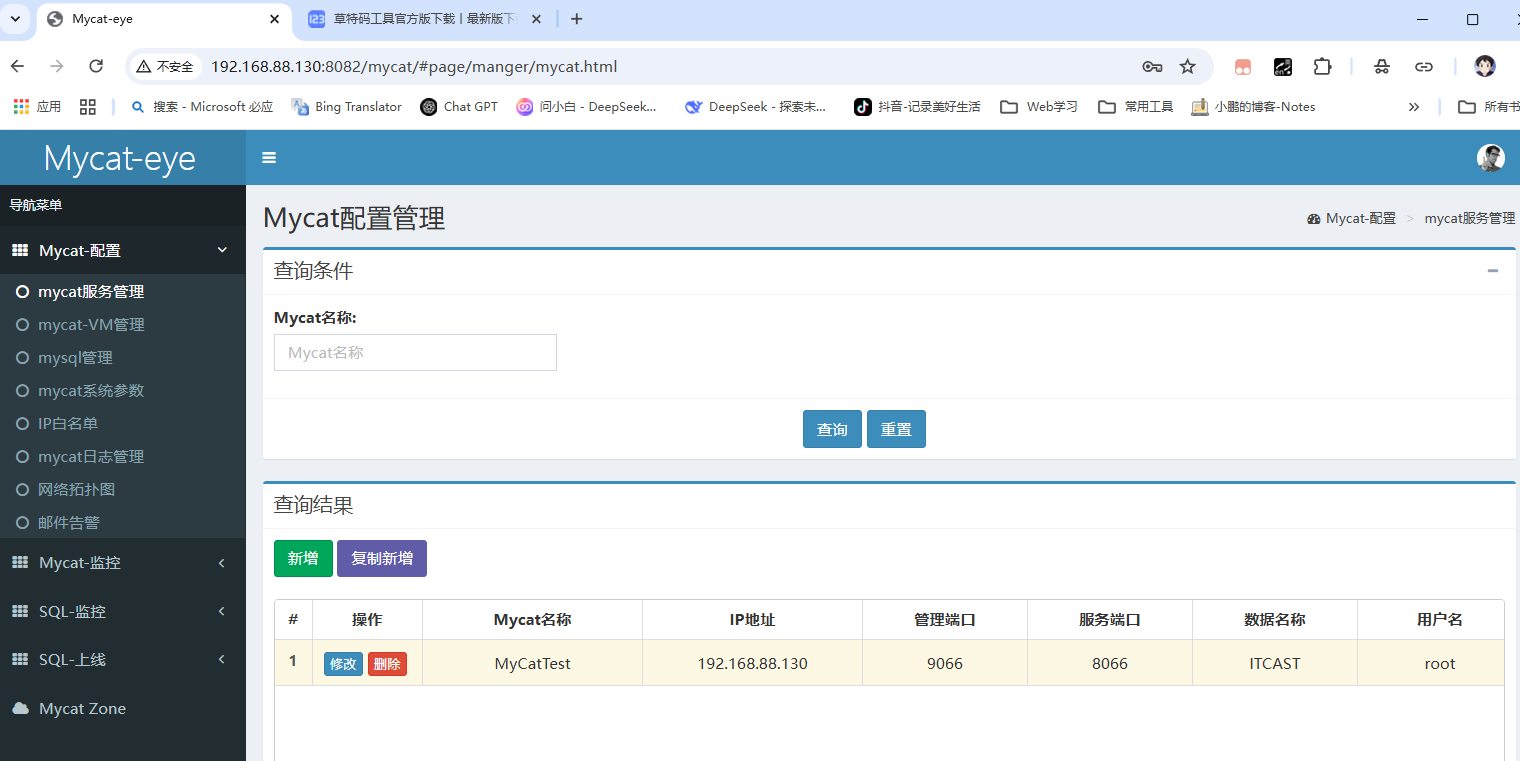 Mycat-eye
草特码工具官方版下载丨最新版下
不安全
192.168.88.130:8082/mycat/#page/manger/mycat.html
应用
搜索 - Microsoft 必应
Bing Translator
Chat GPT
问小白 - DeepSeek...
DeepSeek - 探索未...
抖音-记录美好生活
Web学习
常用工具
小鹏的博客-Notes
»
所有书
Mycat-eye
导航菜单
Mycat-配置
mycat服务管理
mycat-VM管理
mysql管理
mycat系统参数
IP白名单
mycat日志管理
网络拓扑图
邮件告警
Mycat-监控
SQL-监控
SQL-上线
Mycat Zone
Mycat配置管理
Mycat-配置 > mycat服务管理
查询条件
Mycat名称:
Mycat名称
查询 重置
查询结果
新增 复制新增
# 操作 Mycat名称 IP地址 管理端口 服务端口 数据名称 用户名
1 修改 删除 MyCatTest 192.168.88.130 9066 8066 ITCAST root